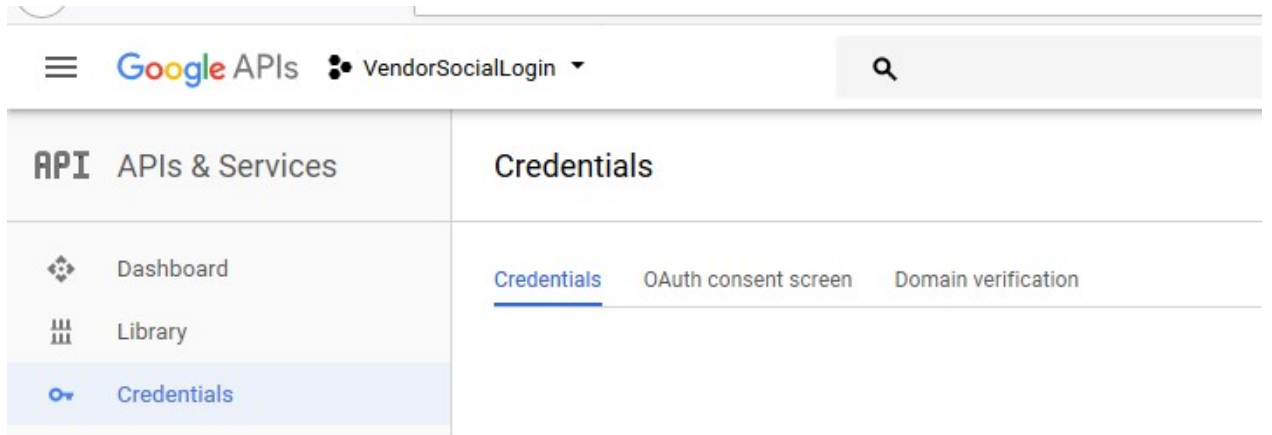 Google APIs VendorSocialLogin
API APIs & Services
Credentials
Dashboard
Library
Credentials
Credentials OAuth consent screen Domain verification